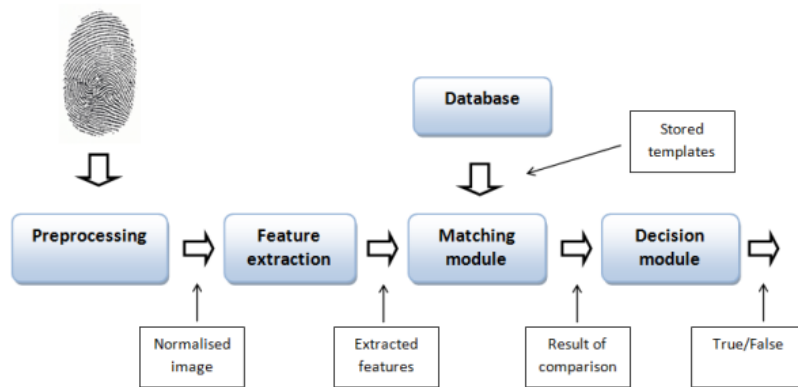 Database
Stored
templates
Preprocessing
Feature
extraction
Matching
module
Decision
module
Normalised
image
Extracted
features
Result of
comparison
True/False